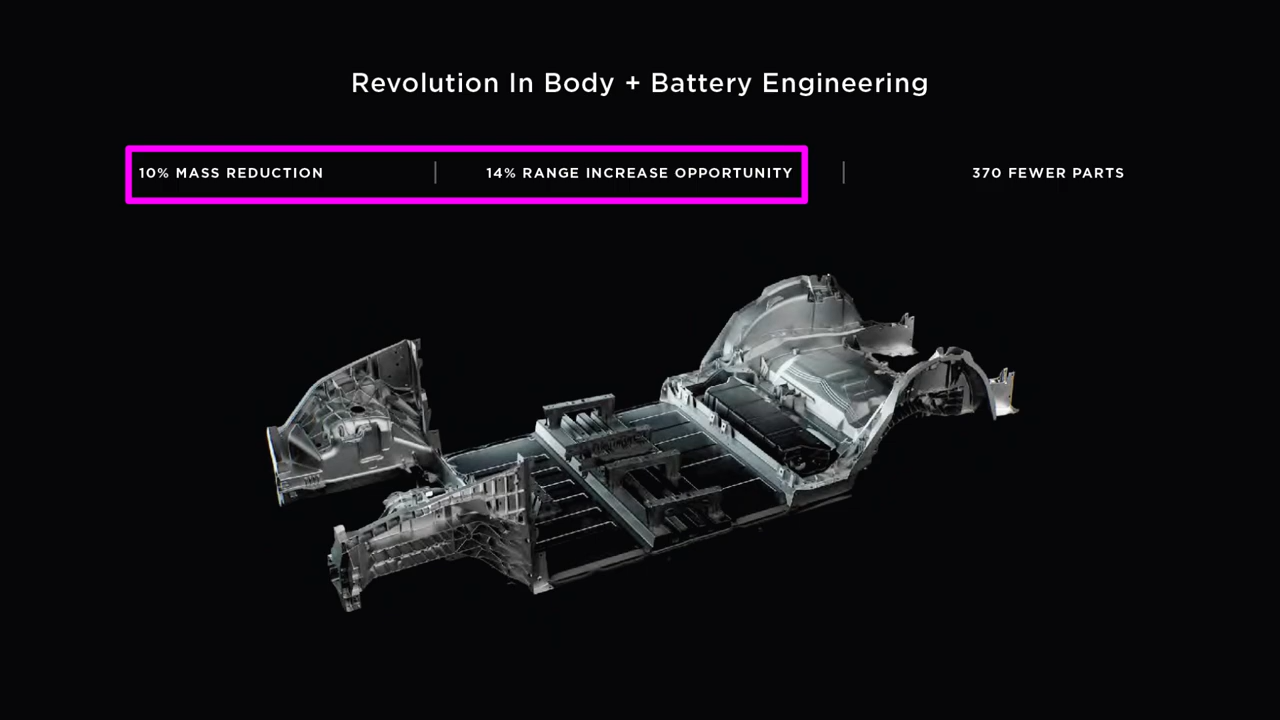 Revolution In Body + Battery Engineering
10% MASS REDUCTION | 14% RANGE INCREASE OPPORTUNITY | 370 FEWER PARTS